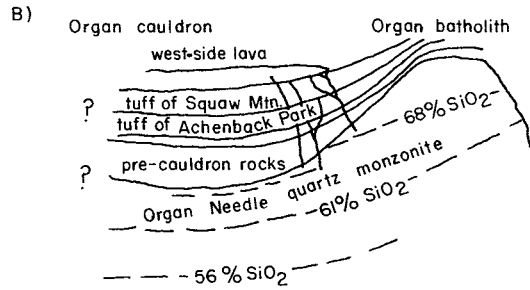 B)
Organ cauldron
Organ batholith
west-side lava
?
tuff of Squaw Mtn.
tuff of Achenback Park
68% SiO₂
?
pre-cauldron rocks
Organ Needle quartz monzonite
61% SiO₂
56% SiO₂